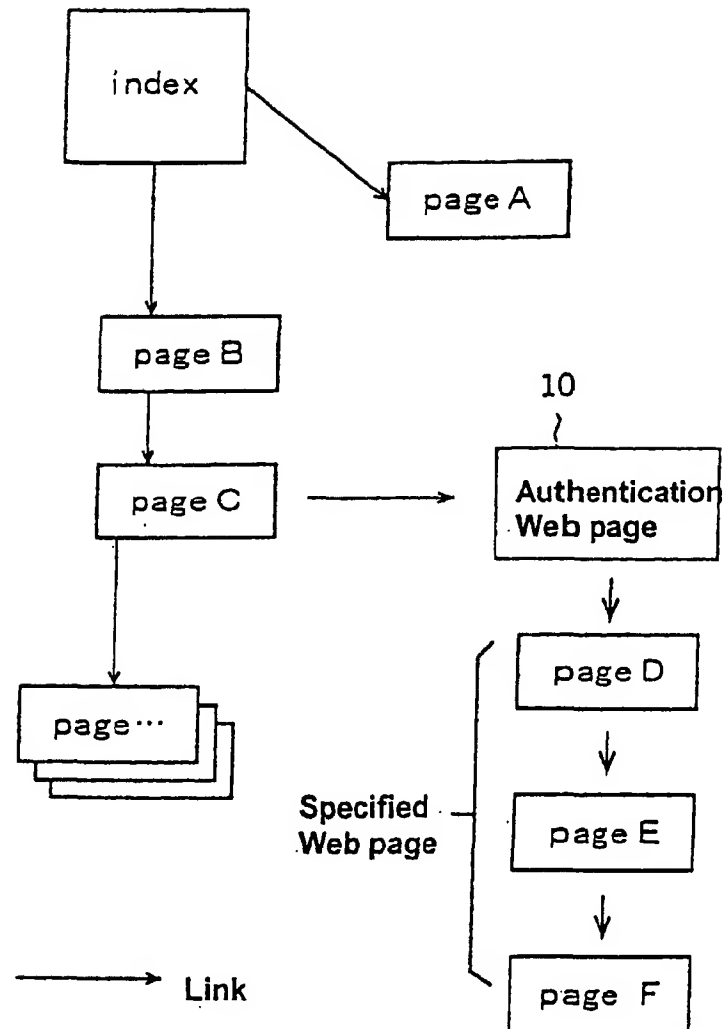 index
page A
page B
10
page C
Authentication
Web page
page D
page ···
Specified
Web page
page E
Link
page F